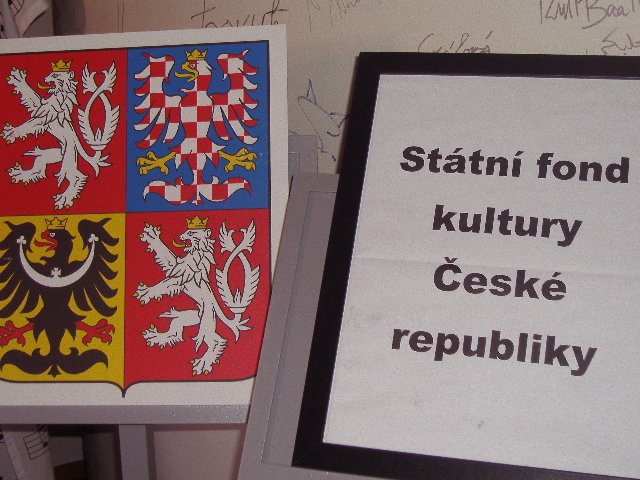 Státní fond
kultury
České
republiky